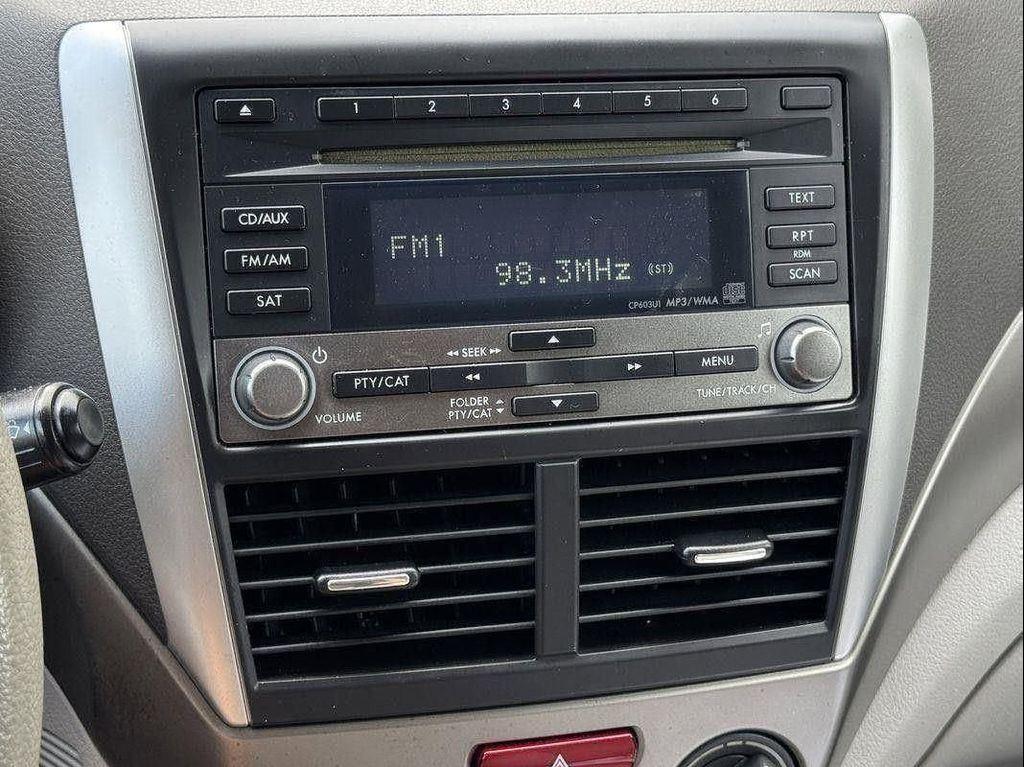 1 2 3 4 5 6
CD/AUX
FM/AM
SAT
FM1
98.3MHz ((ST))
CP603U1 MP3/WMA
TEXT
RPT
RDM
SCAN
SEEK
PTY/CAT
MENU
VOLUME
FOLDER
PTY/CAT
TUNE/TRACK/CH